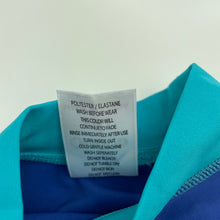 POLYESTER / ELASTANE
WASH BEFORE WEAR
THIS COLOR WILL
CONTINUE TO FADE
RINSE IMMEDIATELY
AFTER USE
TURN INSIDE OUT
COLD GENTLE MACHINE
WASH SEPARATELY
DO NOT BLEACH
DO NOT TUMBLE DRY
DO NOT IRON